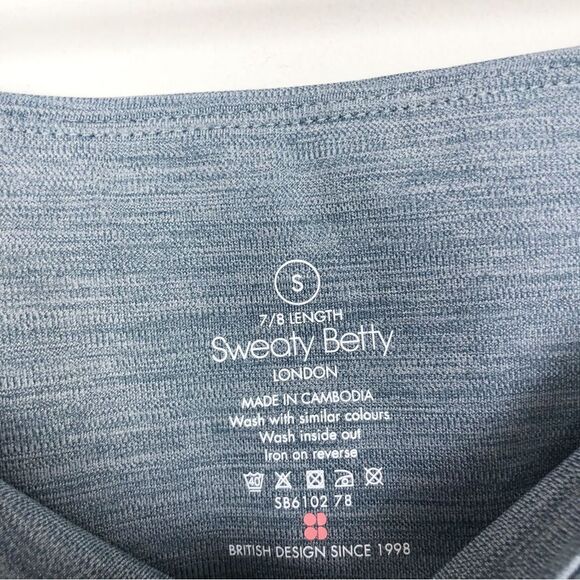 S
7/8 LENGTH
Sweaty Betty
LONDON
MADE IN CAMBODIA
Wash with similar colours
Wash inside out
Iron on reverse
40
SB6102 78
BRITISH DESIGN SINCE 1998